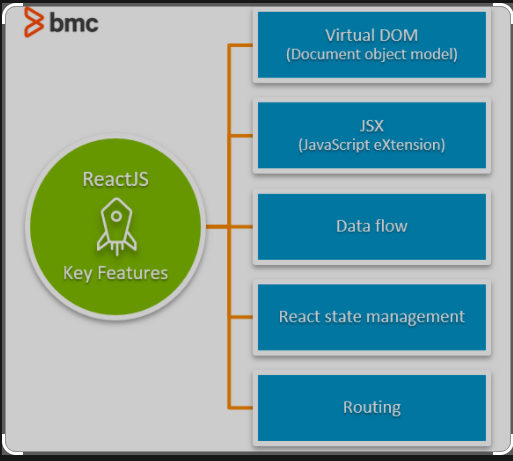 bmc
Virtual DOM
(Document object model)
JSX
(JavaScript eXtension)
ReactJS
Key Features
Data flow
React state management
Routing